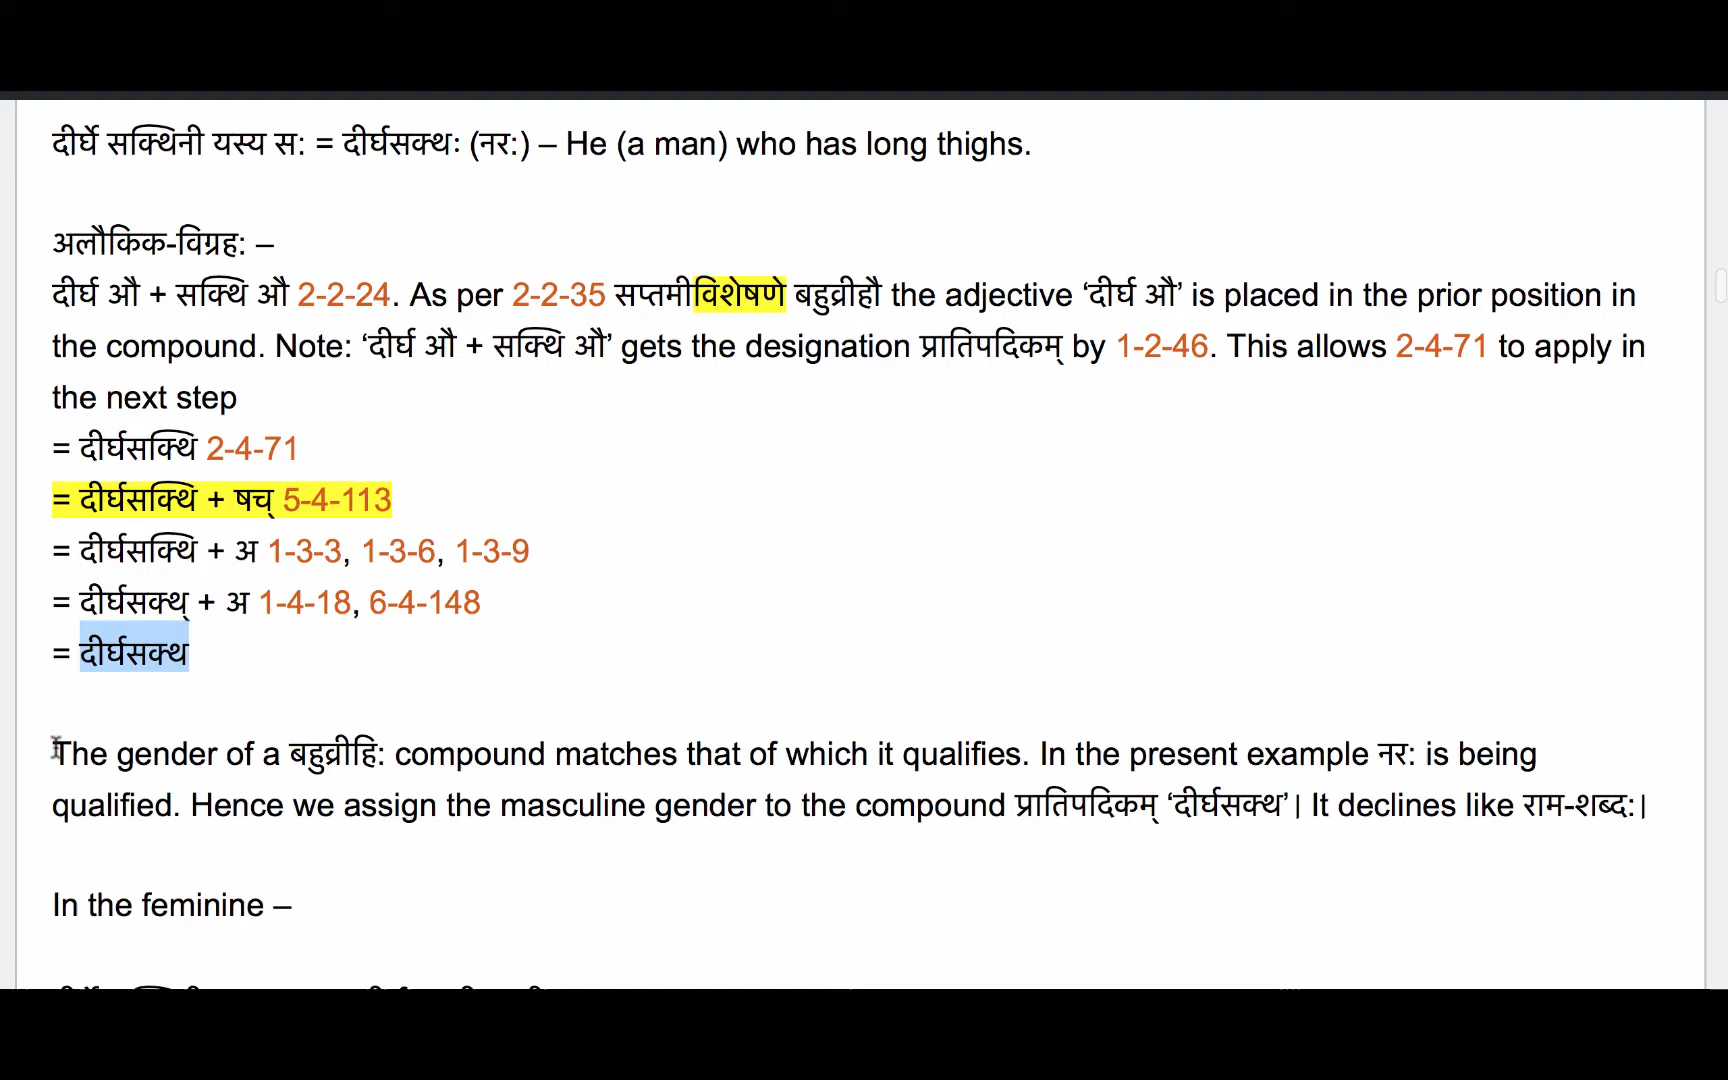 दीर्घे सक्थिनी यस्य स: = दीर्घसक्थः (नर:) – He (a man) who has long thighs.
अलौकिक-विग्रह: –
दीर्घ औ + सक्थि औ 2-2-24. As per 2-2-35 सप्तमीविशेषणे बहुव्रीहौ the adjective ‘दीर्घ औ’ is placed in the prior position in
the compound. Note: ‘दीर्घ औ + सक्थि औ’ gets the designation प्रातिपदिकम् by 1-2-46. This allows 2-4-71 to apply in
the next step
= दीर्घसक्थि 2-4-71
= दीर्घसक्थि + षच् 5-4-113
= दीर्घसक्थि + अ 1-3-3, 1-3-6, 1-3-9
= दीर्घसक्थ् + अ 1-4-18, 6-4-148
= दीर्घसक्थ
The gender of a बहुव्रीहि: compound matches that of which it qualifies. In the present example नर: is being
qualified. Hence we assign the masculine gender to the compound प्रातिपदिकम् ‘दीर्घसक्थ’। It declines like राम-शब्द:।
In the feminine –